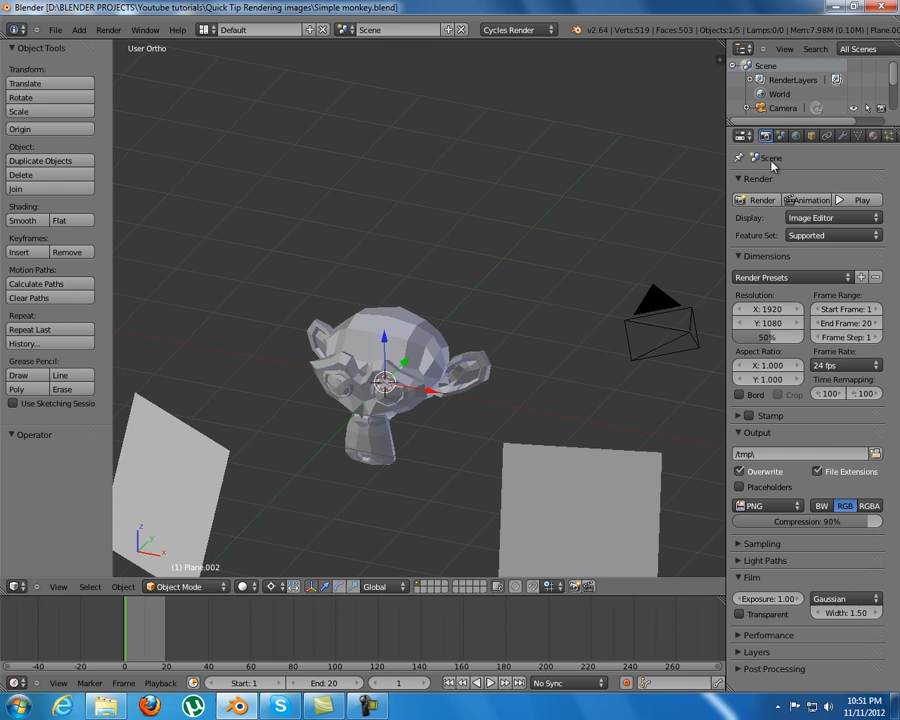 Blender [D:\BLENDER PROJECTS\Youtube tutorials\Quick Tip Rendering images\Simple monkey.blend]
File Add Render Window Help Default Scene Cycles Render v2.64 | Verts:519 | Faces:503 | Objects:1/5 | Lamps:0/0 | Mem:7.98M (0.10M) | Plane.00
Object Tools
Transform:
Translate
Rotate
Scale
Origin
Object:
Duplicate Objects
Delete
Join
Shading:
Smooth Flat
Keyframes:
Insert Remove
Motion Paths:
Calculate Paths
Clear Paths
Repeat:
Repeat Last
History...
Grease Pencil:
Draw Line
Poly Erase
Use Sketching Sessio
Operator
User Ortho
z
y
x
(1) Plane.002
View Select Object Object Mode Global
-40 -20 0 20 40 60 80 100 120 140 160 180 200 220 240 260
View Marker Frame Playback Start: 1 End: 20 1 No Sync
View Search All Scenes
Scene
RenderLayers
World
Camera
Scene
Render
Render Animation Play
Display: Image Editor
Feature Set: Supported
Dimensions
Render Presets
Resolution: Frame Range:
X: 1920 Start Frame: 1
Y: 1080 End Frame: 20
50% Frame Step: 1
Aspect Ratio: Frame Rate:
X: 1.000 24 fps
Y: 1.000 Time Remapping:
Bord Crop 100 100
Stamp
Output
/tmp\
Overwrite File Extensions
Placeholders
PNG BW RGB RGBA
Compression: 90%
Sampling
Light Paths
Film
Exposure: 1.00 Gaussian
Transparent Width: 1.50
Performance
Layers
Post Processing
10:51 PM
11/11/2012